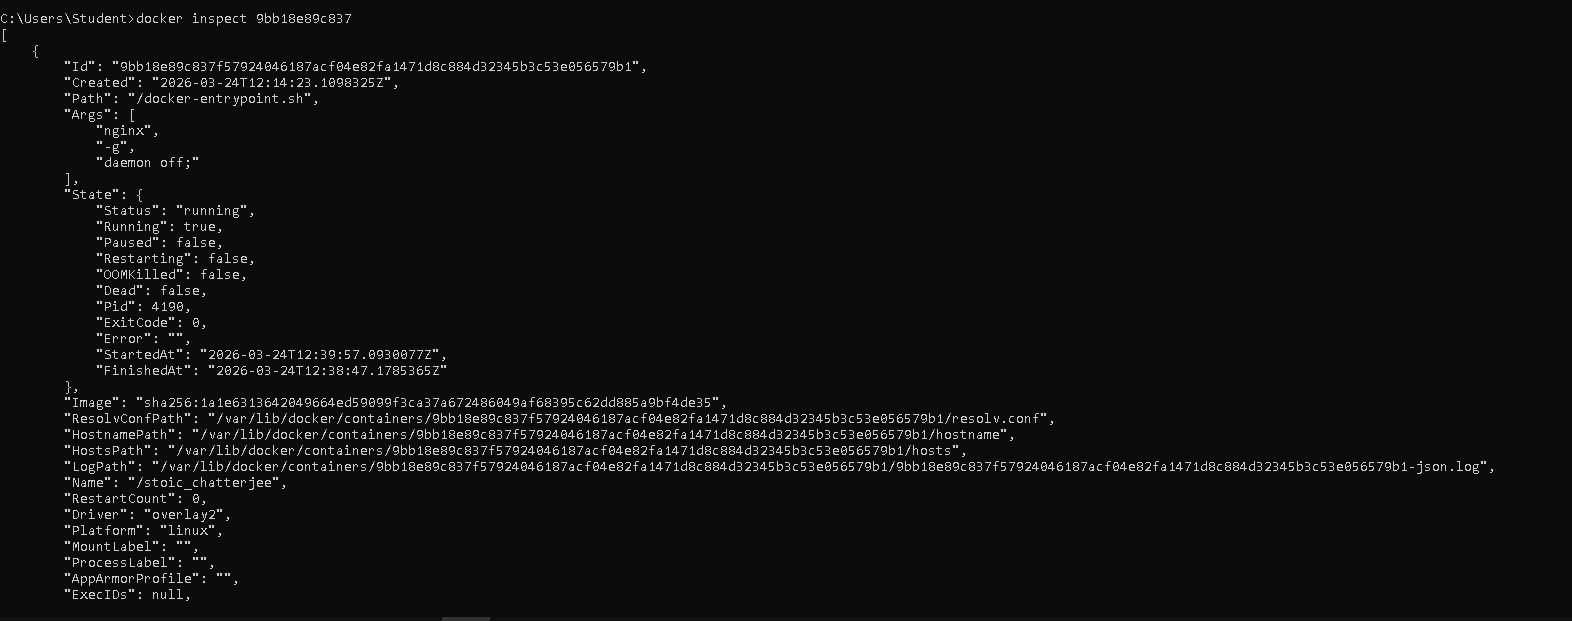 C:\Users\Student>docker inspect 9bb18e89c837
[
    {
        "Id": "9bb18e89c837f57924046187acf04e82fa1471d8c884d32345b3c53e056579b1",
        "Created": "2026-03-24T12:14:23.1098325Z",
        "Path": "/docker-entrypoint.sh",
        "Args": [
            "nginx",
            "-g",
            "daemon off;"
        ],
        "State": {
            "Status": "running",
            "Running": true,
            "Paused": false,
            "Restarting": false,
            "OOMKilled": false,
            "Dead": false,
            "Pid": 4190,
            "ExitCode": 0,
            "Error": "",
            "StartedAt": "2026-03-24T12:39:57.0930077Z",
            "FinishedAt": "2026-03-24T12:38:47.1785365Z"
        },
        "Image": "sha256:1a1e6313642049664ed59099f3ca37a672486049af68395c62dd885a9bf4de35",
        "ResolvConfPath": "/var/lib/docker/containers/9bb18e89c837f57924046187acf04e82fa1471d8c884d32345b3c53e056579b1/resolv.conf",
        "HostnamePath": "/var/lib/docker/containers/9bb18e89c837f57924046187acf04e82fa1471d8c884d32345b3c53e056579b1/hostname",
        "HostsPath": "/var/lib/docker/containers/9bb18e89c837f57924046187acf04e82fa1471d8c884d32345b3c53e056579b1/hosts",
        "LogPath": "/var/lib/docker/containers/9bb18e89c837f57924046187acf04e82fa1471d8c884d32345b3c53e056579b1/9bb18e89c837f57924046187acf04e82fa1471d8c884d32345b3c53e056579b1-json.log",
        "Name": "/stoic_chatterjee",
        "RestartCount": 0,
        "Driver": "overlay2",
        "Platform": "linux",
        "MountLabel": "",
        "ProcessLabel": "",
        "AppArmorProfile": "",
        "ExecIDs": null,